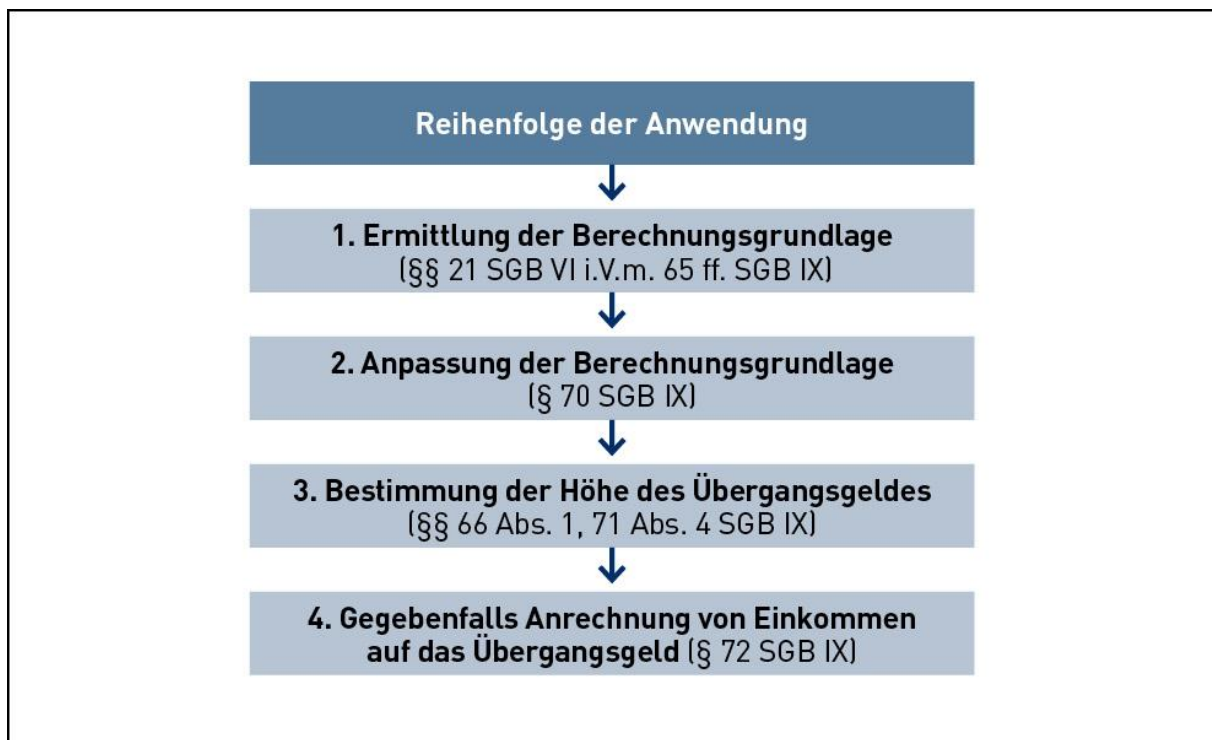 Reihenfolge der Anwendung
1. Ermittlung der Berechnungsgrundlage
(§§ 21 SGB VI i.V.m. 65 ff. SGB IX)
2. Anpassung der Berechnungsgrundlage
(§ 70 SGB IX)
3. Bestimmung der Höhe des Übergangsgeldes
(§§ 66 Abs. 1, 71 Abs. 4 SGB IX)
4. Gegebenfalls Anrechnung von Einkommen
auf das Übergangsgeld (§ 72 SGB IX)